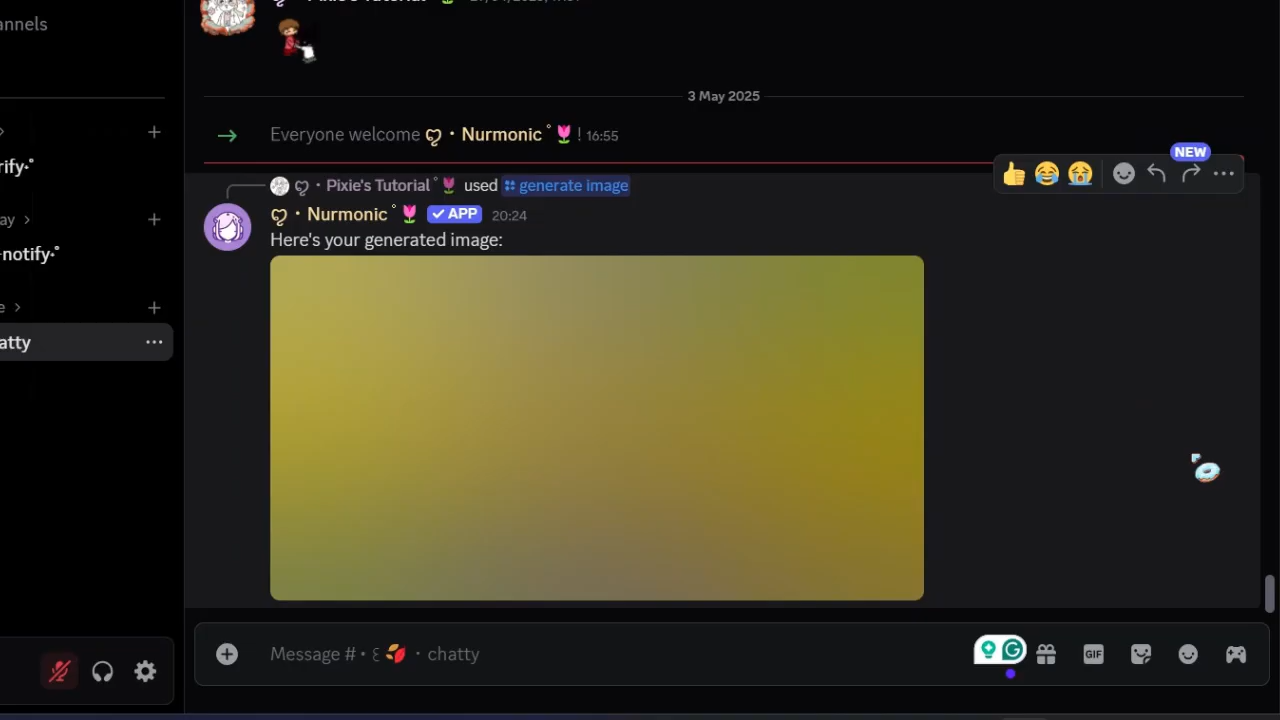 annels
3 May 2025
Everyone welcome ღ・Nurmonic˚🌷! 16:55
NEW
ღ・Pixie's Tutorial˚🌷 used generate image
ღ・Nurmonic˚🌷 APP 20:24
Here's your generated image:
rify•°
ay
-notify•°
e
atty
Message #・꒰🍂・chatty
GIF